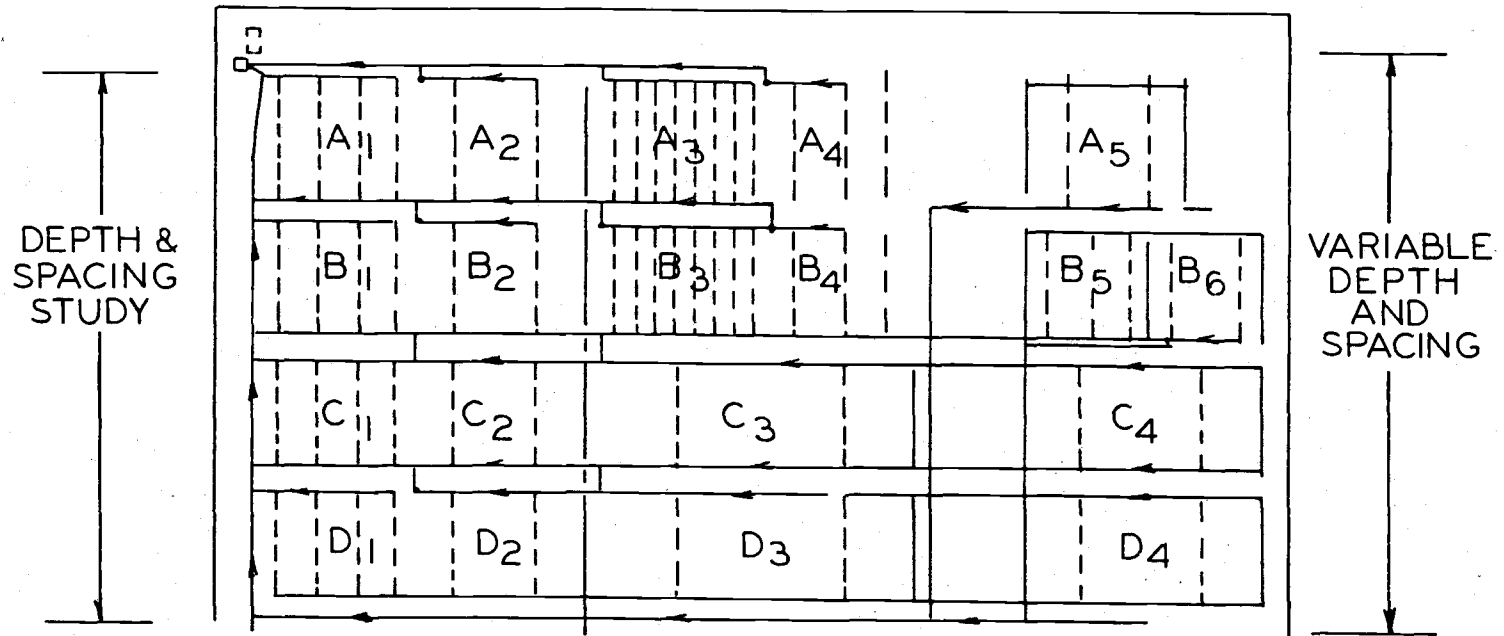 DEPTH &
SPACING
STUDY
A1
A2
A3
A4
A5
B1
B2
B3
B4
B5
B6
C1
C2
C3
C4
D1
D2
D3
D4
VARIABLE
DEPTH
AND
SPACING